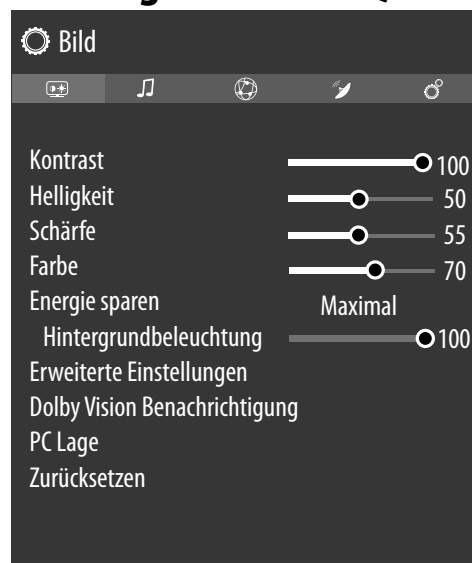 Bild
Kontrast 100
Helligkeit 50
Schärfe 55
Farbe 70
Energie sparen Maximal
Hintergrundbeleuchtung 100
Erweiterte Einstellungen
Dolby Vision Benachrichtigung
PC Lage
Zurücksetzen